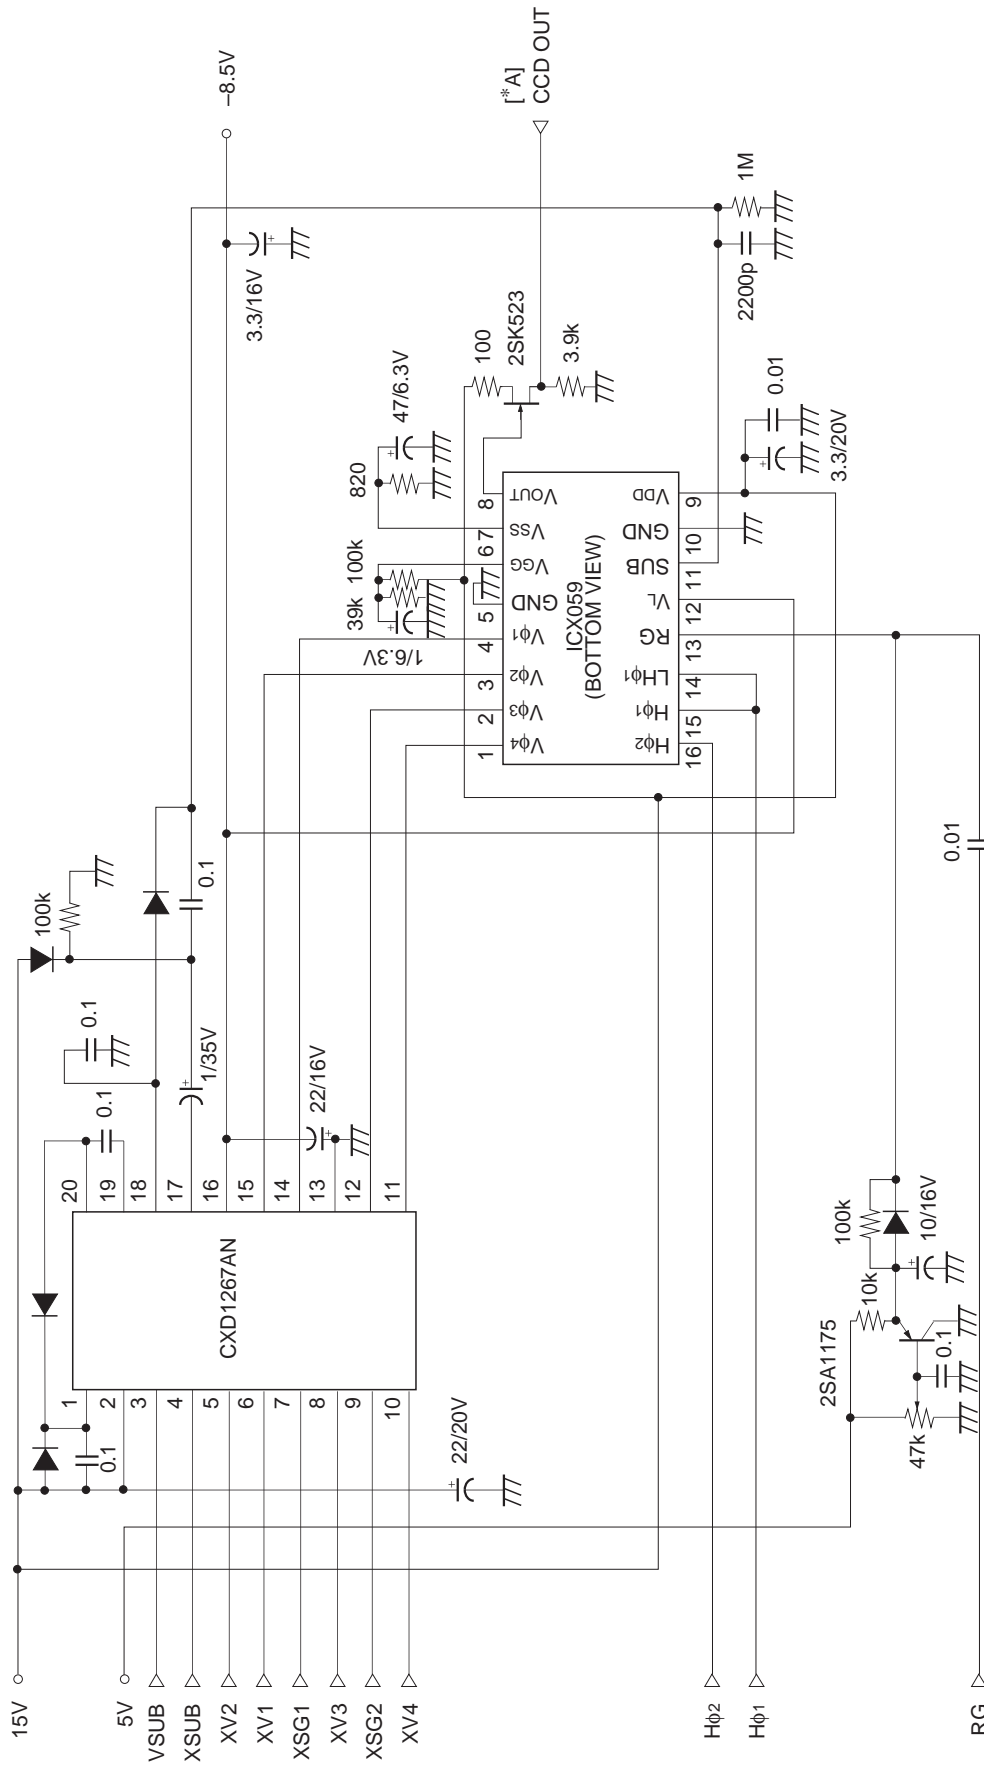 15V
5V
VSUB
XSUB
XV2
XV1
XSG1
XV3
XSG2
XV4
Hϕ2
Hϕ1
RG
22/20V
0.1
1
2
3
4
5
6
7
8
9
10
CXD1267AN
20
19
18
17
16
15
14
13
12
11
0.1
0.1
1/35V
22/16V
100k
0.1
–8.5V
3.3/16V
[*A]
CCD OUT
1M
2200p
100
2SK523
3.9k
47/6.3V
820
100k
39k
1/6.3V
0.01
3.3/20V
8
7
6
5
4
3
2
1
VOUT
VSS
VGG
GND
Vϕ1
Vϕ2
Vϕ3
Vϕ4
ICX059
(BOTTOM VIEW)
VDD
GND
SUB
VL
RG
LHϕ1
Hϕ1
Hϕ2
9
10
11
12
13
14
15
16
2SA1175
47k
0.1
10k
100k
10/16V
0.01